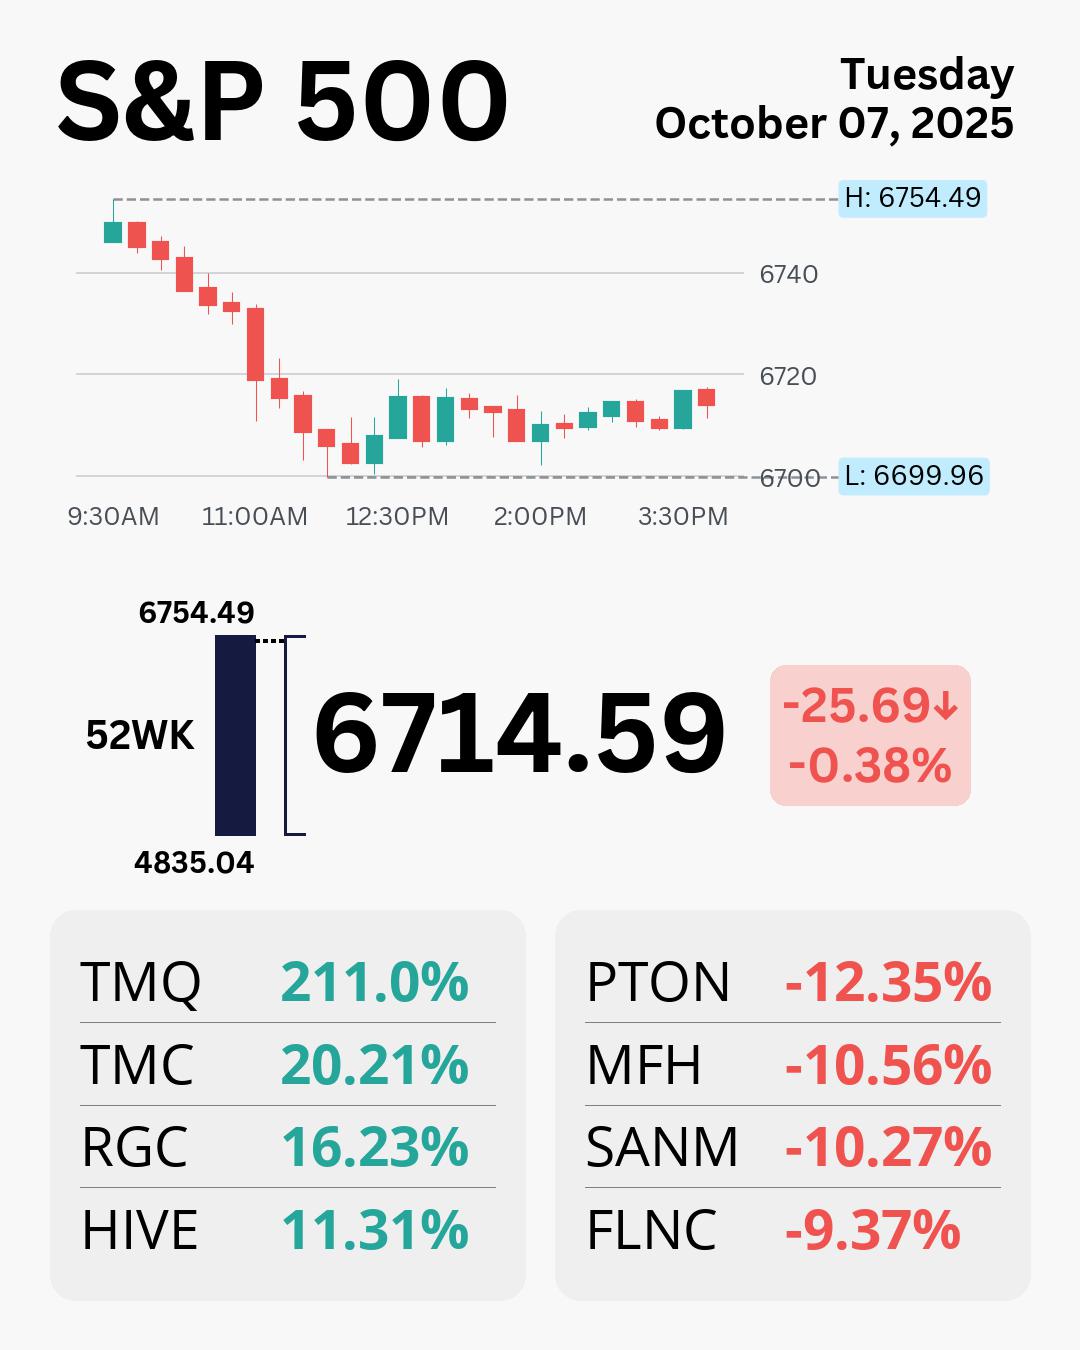 S&P 500
Tuesday
October 07, 2025
H: 6754.49
6740
6720
6700
L: 6699.96
9:30AM 11:00AM 12:30PM 2:00PM 3:30PM
6754.49
52WK
4835.04
6714.59
-25.69↓
-0.38%
TMQ 211.0%
TMC 20.21%
RGC 16.23%
HIVE 11.31%
PTON -12.35%
MFH -10.56%
SANM -10.27%
FLNC -9.37%